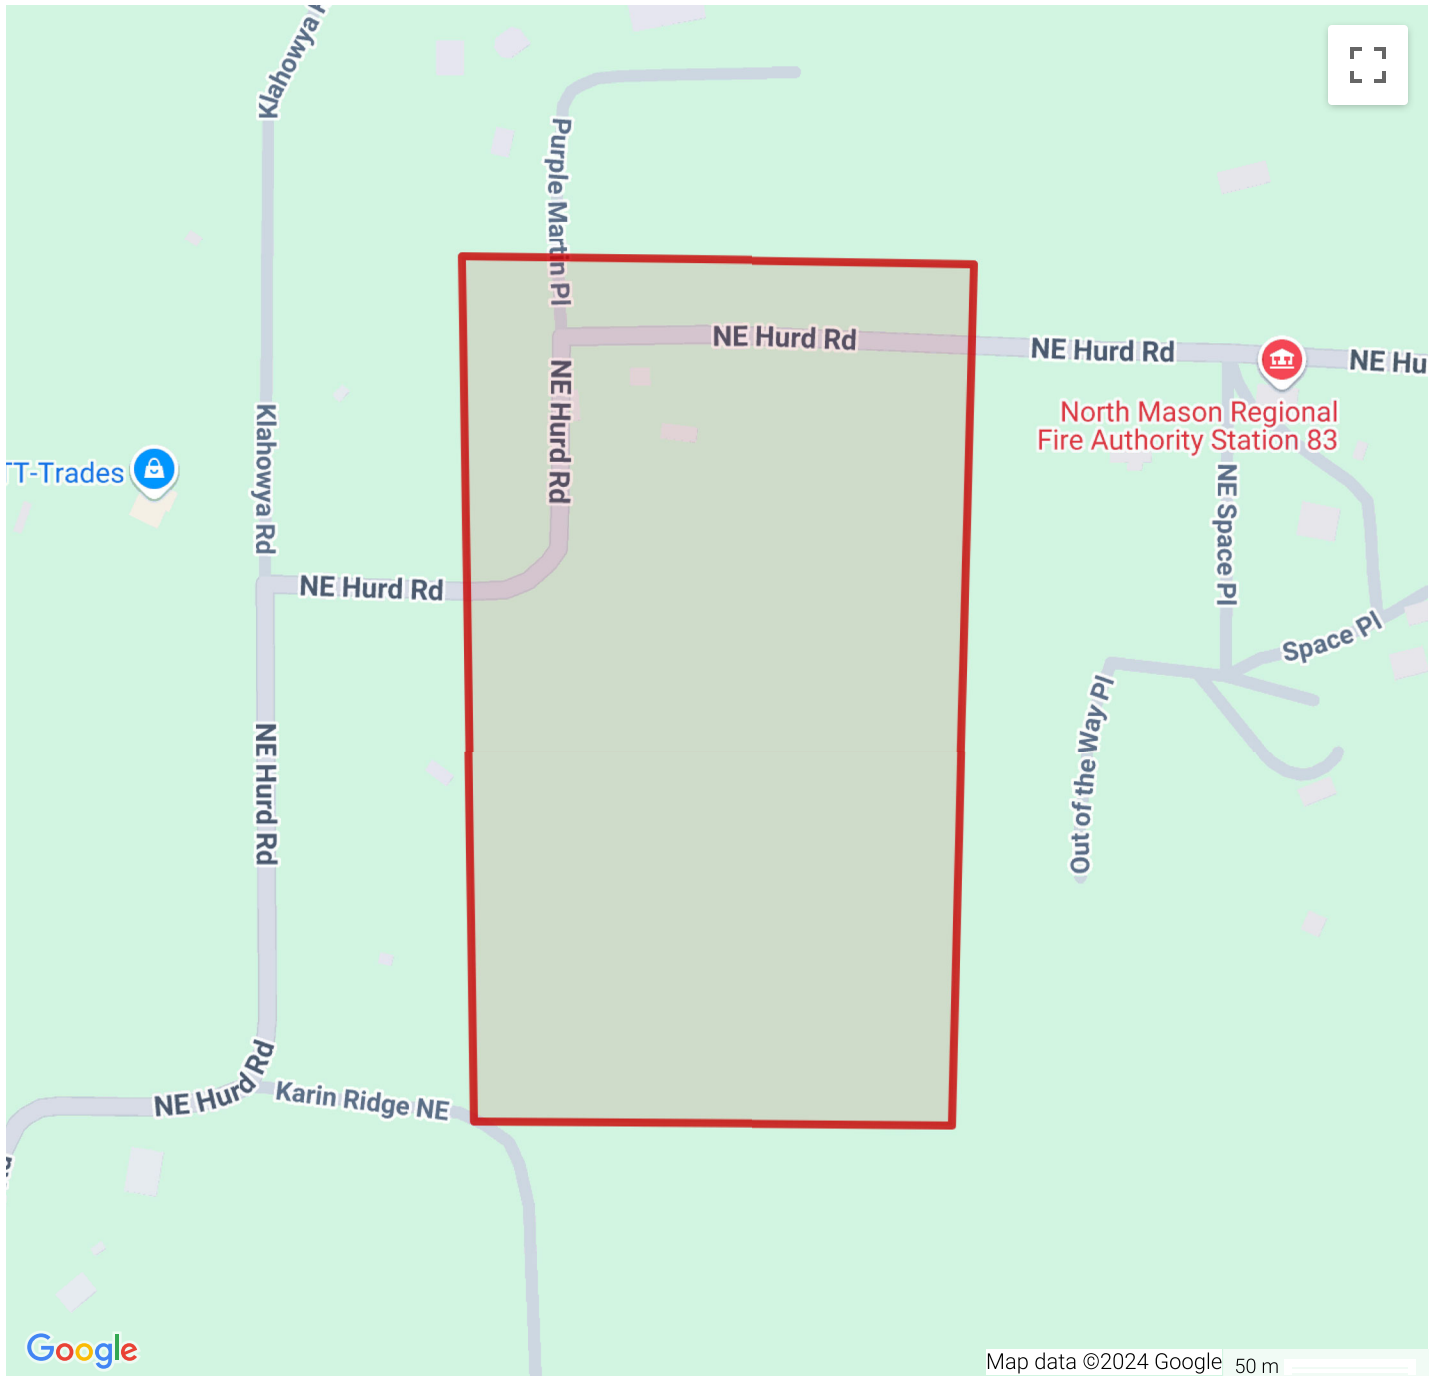 Klahowya
Purple Martin Pl
NE Hurd Rd
NE Hurd Rd
NE Hu
North Mason Regional
Fire Authority Station 83
NE Hurd Rd
Klahowya Rd
TT-Trades
NE Space Pl
NE Hurd Rd
Space Pl
Out of the Way Pl
NE Hurd Rd
NE Hurd Rd
Karin Ridge NE
Google
Map data ©2024 Google
50 m